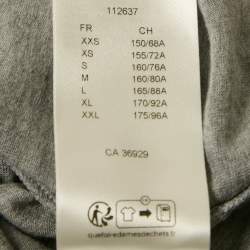 112637
FR CH
XXS 150/68A
XS 155/72A
S 160/76A
M 160/80A
L 165/88A
XL 170/92A
XXL 175/96A
CA 36929
FR
quefairedemesdechets.fr